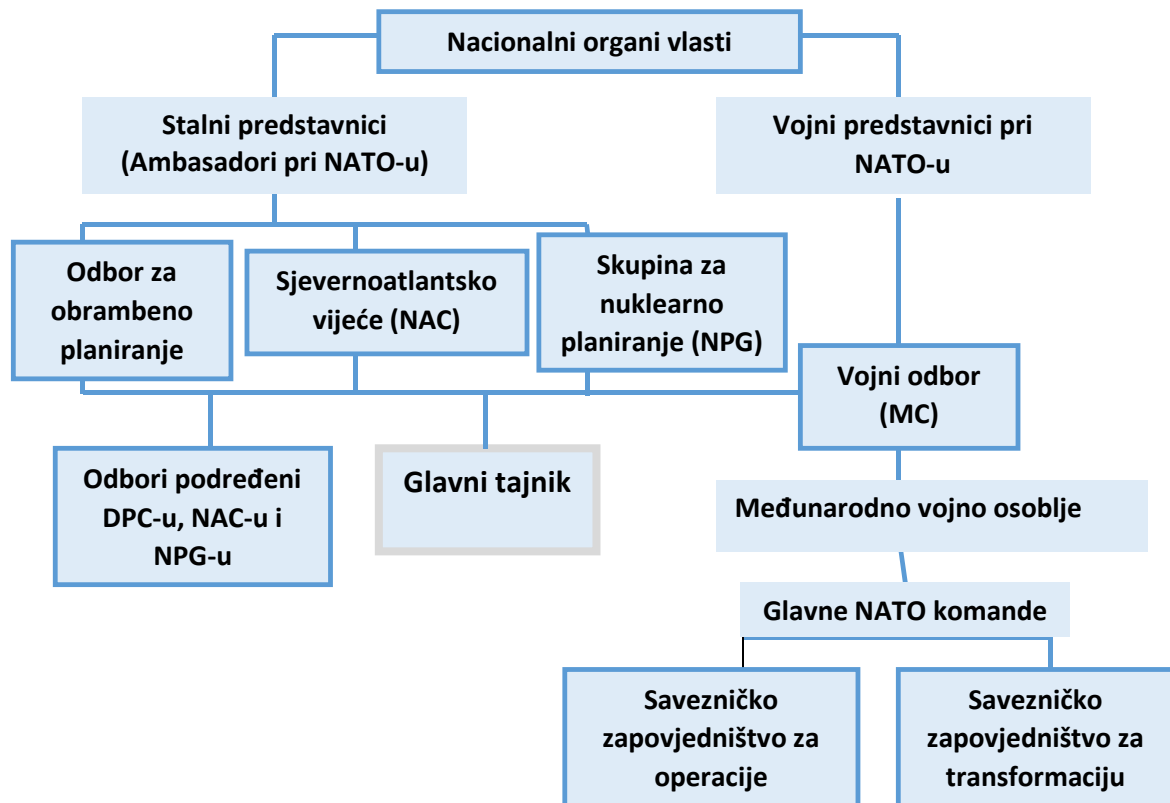 Nacionalni organi vlasti
Stalni predstavnici
(Ambasadori pri NATO-u)
Vojni predstavnici pri
NATO-u
Odbor za
obrambeno
planiranje
Sjevernoatlantsko
vijeće (NAC)
Skupina za
nuklearno
planiranje (NPG)
Vojni odbor
(MC)
Odbori podređeni
DPC-u, NAC-u i
NPG-u
Glavni tajnik
Međunarodno vojno osoblje
Glavne NATO komande
Savezničko
zapovjedništvo za
operacije
Savezničko
zapovjedništvo za
transformaciju